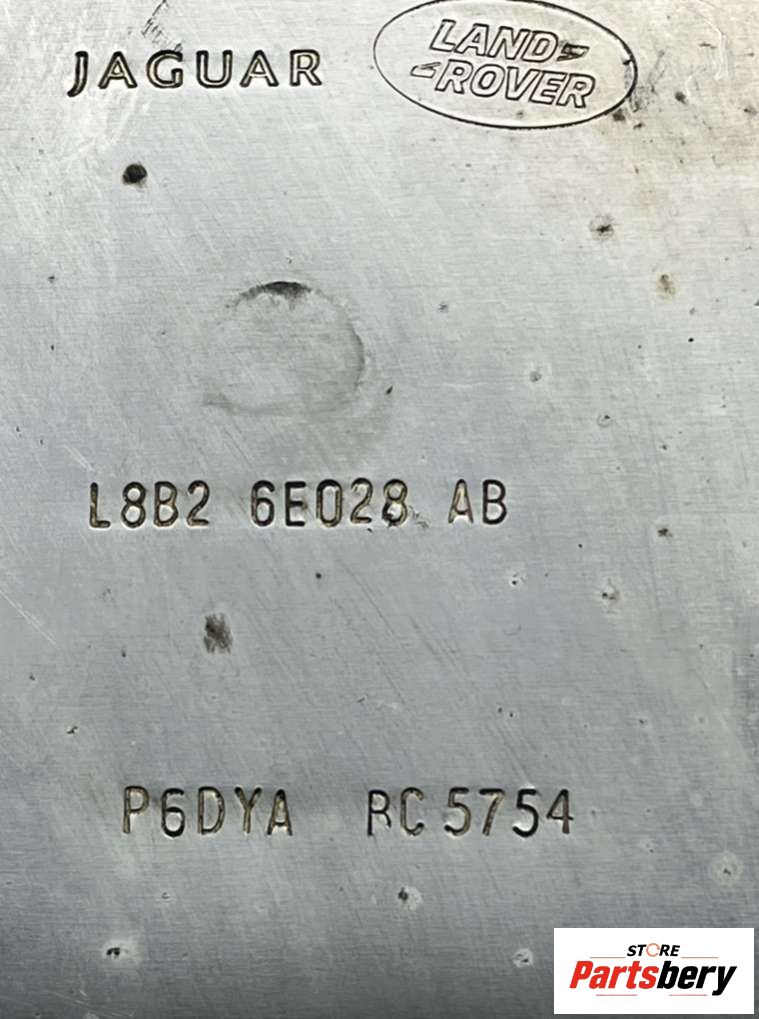 JAGUAR
LAND
ROVER
L8B2 6E028 AB
P6DYA RC 5754
STORE
Partsbery